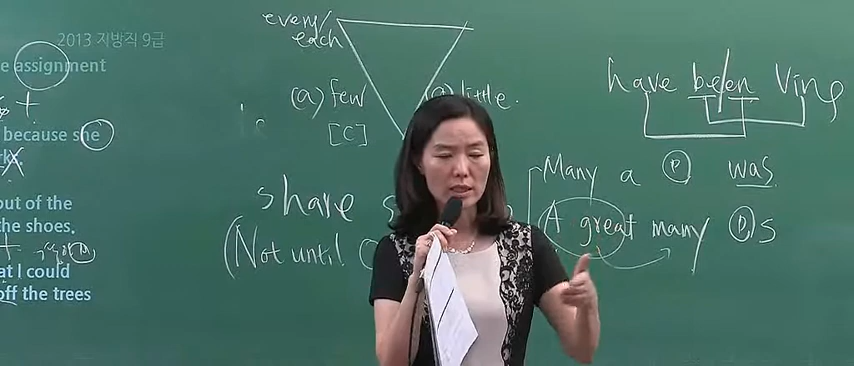 2013 지방직 9급
e assignment
because she
out of the
the shoes.
at I could
off the trees
every/
each
(a) few
(a) little.
[C]
share
(Not until
have been Ving
Many a ⓟ was
A great many ⓟs